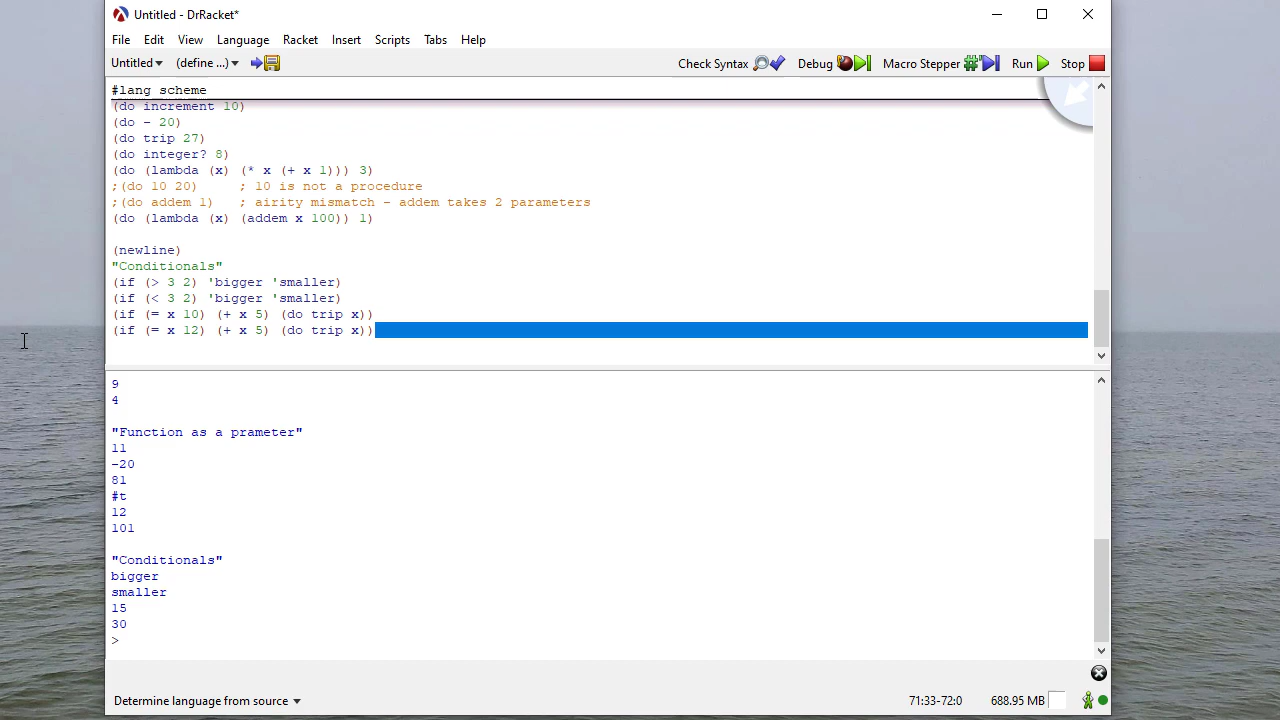 Untitled - DrRacket*
File Edit View Language Racket Insert Scripts Tabs Help
Untitled (define ...) Check Syntax Debug Macro Stepper Run Stop
#lang scheme
(do increment 10)
(do - 20)
(do trip 27)
(do integer? 8)
(do (lambda (x) (* x (+ x 1))) 3)
;(do 10 20) ; 10 is not a procedure
;(do addem 1) ; airity mismatch - addem takes 2 parameters
(do (lambda (x) (addem x 100)) 1)
(newline)
"Conditionals"
(if (> 3 2) 'bigger 'smaller)
(if (< 3 2) 'bigger 'smaller)
(if (= x 10) (+ x 5) (do trip x))
(if (= x 12) (+ x 5) (do trip x))
9
4
"Function as a prameter"
11
-20
81
#t
12
101
"Conditionals"
bigger
smaller
15
30
>
Determine language from source 71:33-72:0 688.95 MB